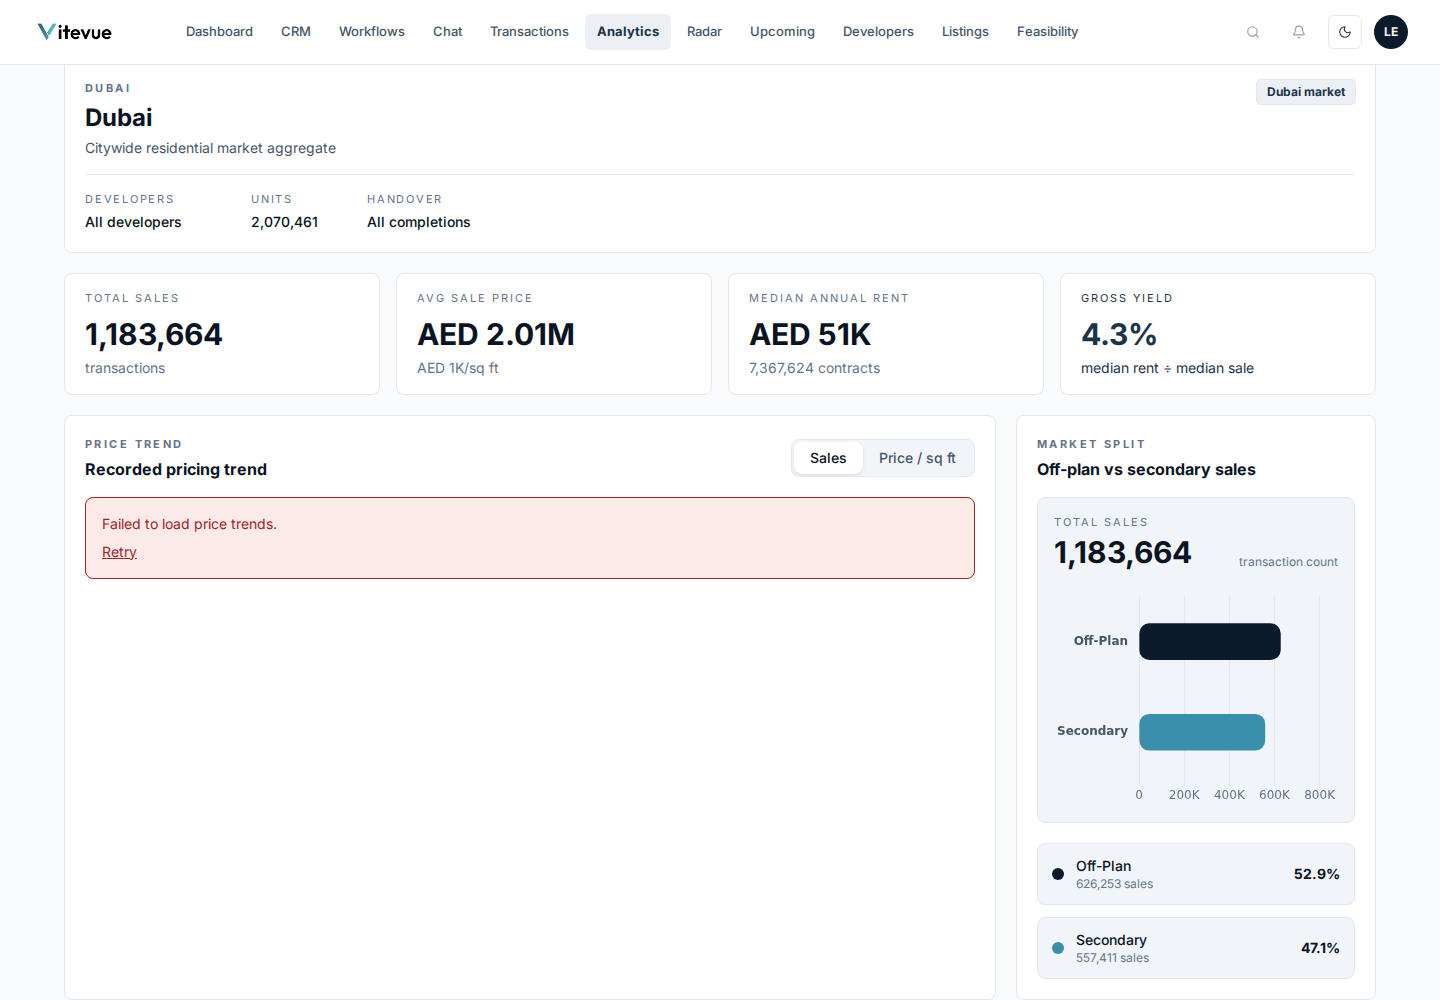 Vitevue
Dashboard CRM Workflows Chat Transactions Analytics Radar Upcoming Developers Listings Feasibility
LE
DUBAI
Dubai market
Dubai
Citywide residential market aggregate
DEVELOPERS UNITS HANDOVER
All developers 2,070,461 All completions
TOTAL SALES
1,183,664
transactions
AVG SALE PRICE
AED 2.01M
AED 1K/sq ft
MEDIAN ANNUAL RENT
AED 51K
7,367,624 contracts
GROSS YIELD
4.3%
median rent ÷ median sale
PRICE TREND
Recorded pricing trend
Sales Price / sq ft
Failed to load price trends.
Retry
MARKET SPLIT
Off-plan vs secondary sales
TOTAL SALES
1,183,664 transaction count
Off-Plan
Secondary
0 200K 400K 600K 800K
Off-Plan
626,253 sales
52.9%
Secondary
557,411 sales
47.1%